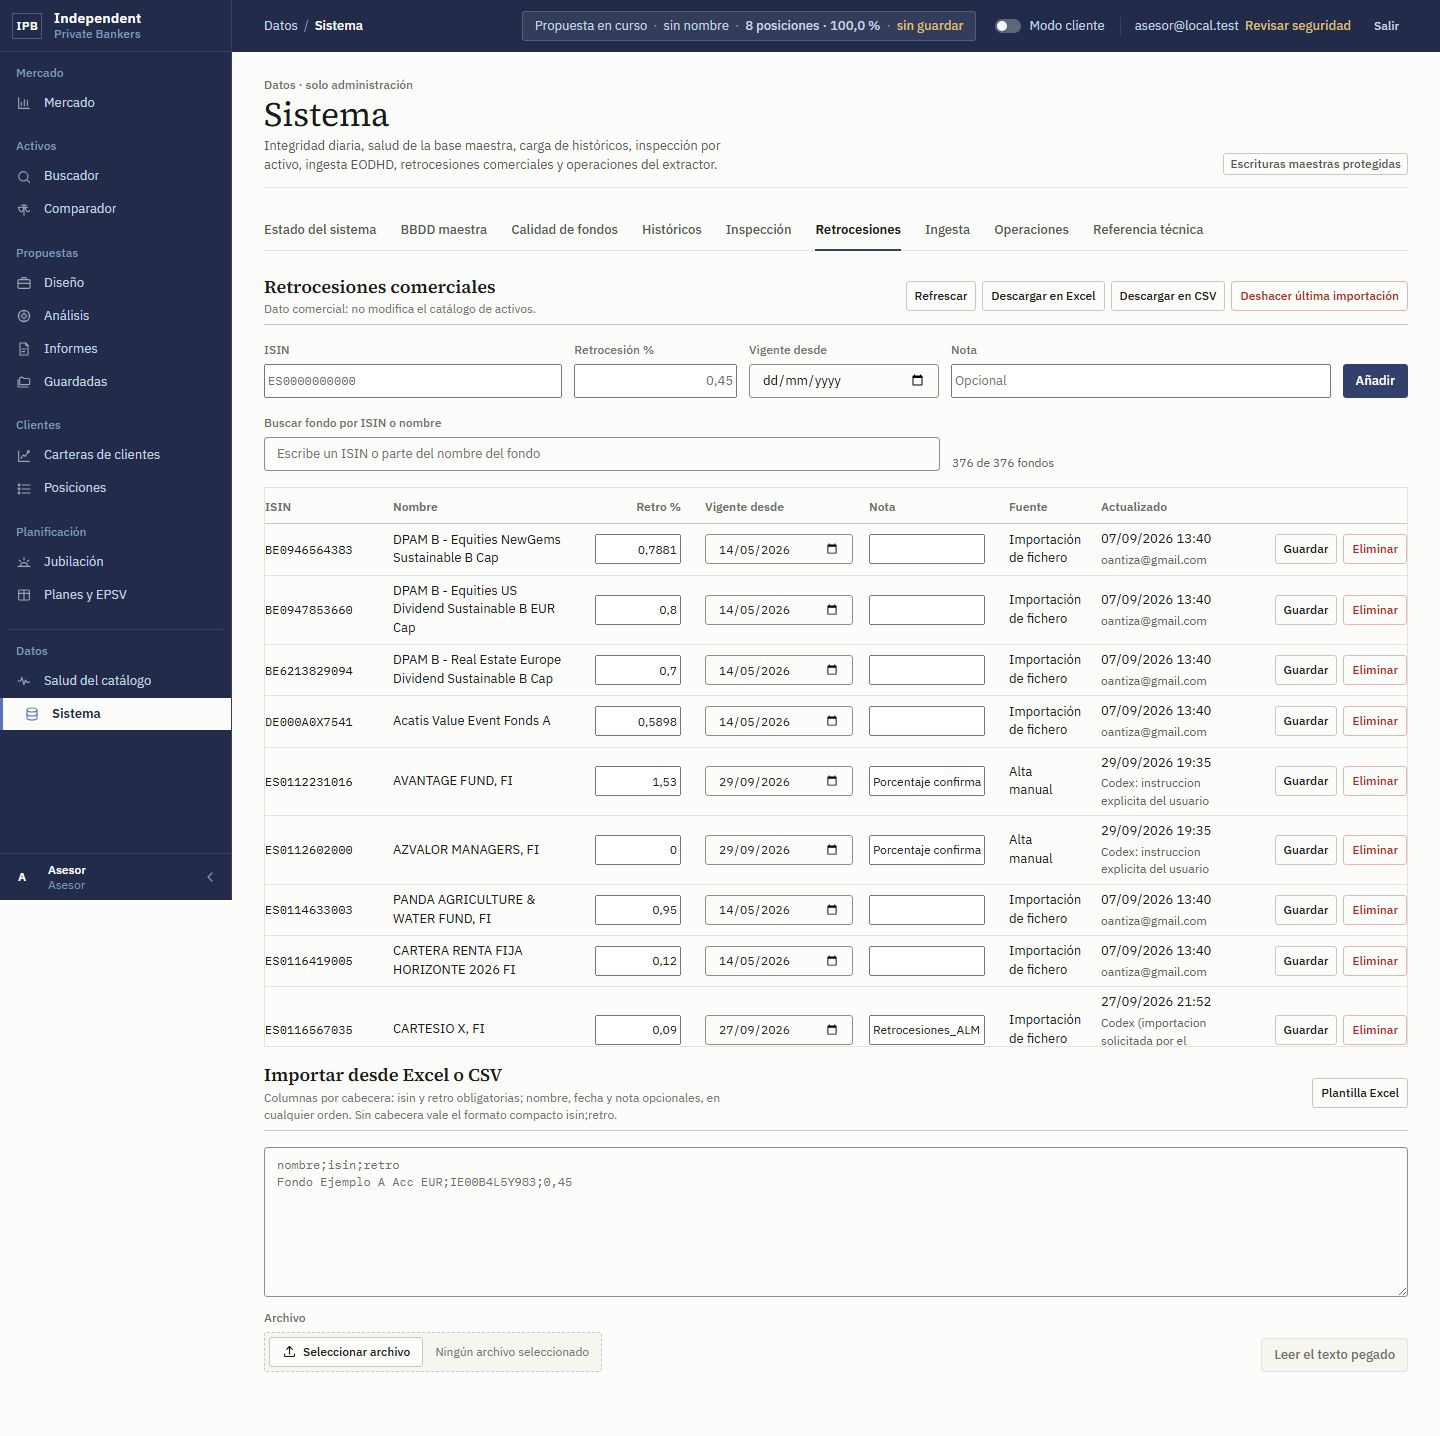 IPB
Independent
Private Bankers
Datos / Sistema
Propuesta en curso · sin nombre · 8 posiciones · 100,0 % · sin guardar
Modo cliente
asesor@local.test Revisar seguridad
Salir
Mercado
Mercado
Activos
Buscador
Comparador
Propuestas
Diseño
Análisis
Informes
Guardadas
Clientes
Carteras de clientes
Posiciones
Planificación
Jubilación
Planes y EPSV
Datos
Salud del catálogo
Sistema
A
Asesor
Asesor
Datos · solo administración
Sistema
Integridad diaria, salud de la base maestra, carga de históricos, inspección por
activo, ingesta EODHD, retrocesiones comerciales y operaciones del extractor.
Escrituras maestras protegidas
Estado del sistema BBDD maestra Calidad de fondos Históricos Inspección Retrocesiones Ingesta Operaciones Referencia técnica
Retrocesiones comerciales
Dato comercial: no modifica el catálogo de activos.
Refrescar Descargar en Excel Descargar en CSV Deshacer última importación
ISIN Retrocesión % Vigente desde Nota
ES0000000000 0,45 dd/mm/yyyy Opcional Añadir
Buscar fondo por ISIN o nombre
Escribe un ISIN o parte del nombre del fondo
376 de 376 fondos
ISIN Nombre Retro % Vigente desde Nota Fuente Actualizado
BE0946564383 DPAM B - Equities NewGems 0,7881 14/05/2026 Importación 07/09/2026 13:40 Guardar Eliminar
Sustainable B Cap de fichero oantiza@gmail.com
DPAM B - Equities US
BE0947853660 Dividend Sustainable B EUR 0,8 14/05/2026 Importación 07/09/2026 13:40 Guardar Eliminar
Cap de fichero oantiza@gmail.com
BE6213829094 DPAM B - Real Estate Europe 0,7 14/05/2026 Importación 07/09/2026 13:40 Guardar Eliminar
Dividend Sustainable B Cap de fichero oantiza@gmail.com
DE000A0X7541 Acatis Value Event Fonds A 0,5898 14/05/2026 Importación 07/09/2026 13:40 Guardar Eliminar
de fichero oantiza@gmail.com
ES0112231016 AVANTAGE FUND, FI 1,53 29/09/2026 Porcentaje confirma Alta 29/09/2026 19:35 Guardar Eliminar
manual Codex: instruccion
explicita del usuario
ES0112602000 AZVALOR MANAGERS, FI 0 29/09/2026 Porcentaje confirma Alta 29/09/2026 19:35 Guardar Eliminar
manual Codex: instruccion
explicita del usuario
ES0114633003 PANDA AGRICULTURE & 0,95 14/05/2026 Importación 07/09/2026 13:40 Guardar Eliminar
WATER FUND, FI de fichero oantiza@gmail.com
ES0116419005 CARTERA RENTA FIJA 0,12 14/05/2026 Importación 07/09/2026 13:40 Guardar Eliminar
HORIZONTE 2026 FI de fichero oantiza@gmail.com
ES0116567035 CARTESIO X, FI 0,09 27/09/2026 Retrocesiones_ALM Importación 27/09/2026 21:52 Guardar Eliminar
de fichero Codex (importacion
solicitada por el
Importar desde Excel o CSV
Columnas por cabecera: isin y retro obligatorias; nombre, fecha y nota opcionales, en
cualquier orden. Sin cabecera vale el formato compacto isin;retro.
Plantilla Excel
nombre;isin;retro
Fondo Ejemplo A Acc EUR;IE00B4L5Y983;0,45
Archivo
Seleccionar archivo Ningún archivo seleccionado
Leer el texto pegado